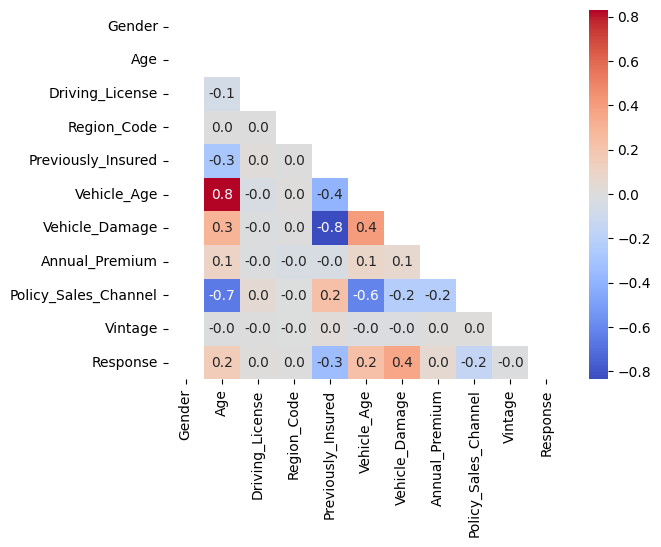 Gender
Age
Driving_License -0.1
Region_Code 0.0 0.0
Previously_Insured -0.3 0.0 0.0
Vehicle_Age 0.8 -0.0 0.0 -0.4
Vehicle_Damage 0.3 -0.0 0.0 -0.8 0.4
Annual_Premium 0.1 -0.0 -0.0 -0.0 0.1 0.1
Policy_Sales_Channel -0.7 0.0 -0.0 0.2 -0.6 -0.2 -0.2
Vintage -0.0 -0.0 -0.0 0.0 -0.0 -0.0 0.0 0.0
Response 0.2 0.0 0.0 -0.3 0.2 0.4 0.0 -0.2 -0.0
Gender
Age
Driving_License
Region_Code
Previously_Insured
Vehicle_Age
Vehicle_Damage
Annual_Premium
Policy_Sales_Channel
Vintage
Response
0.8
0.6
0.4
0.2
0.0
−0.2
−0.4
−0.6
−0.8